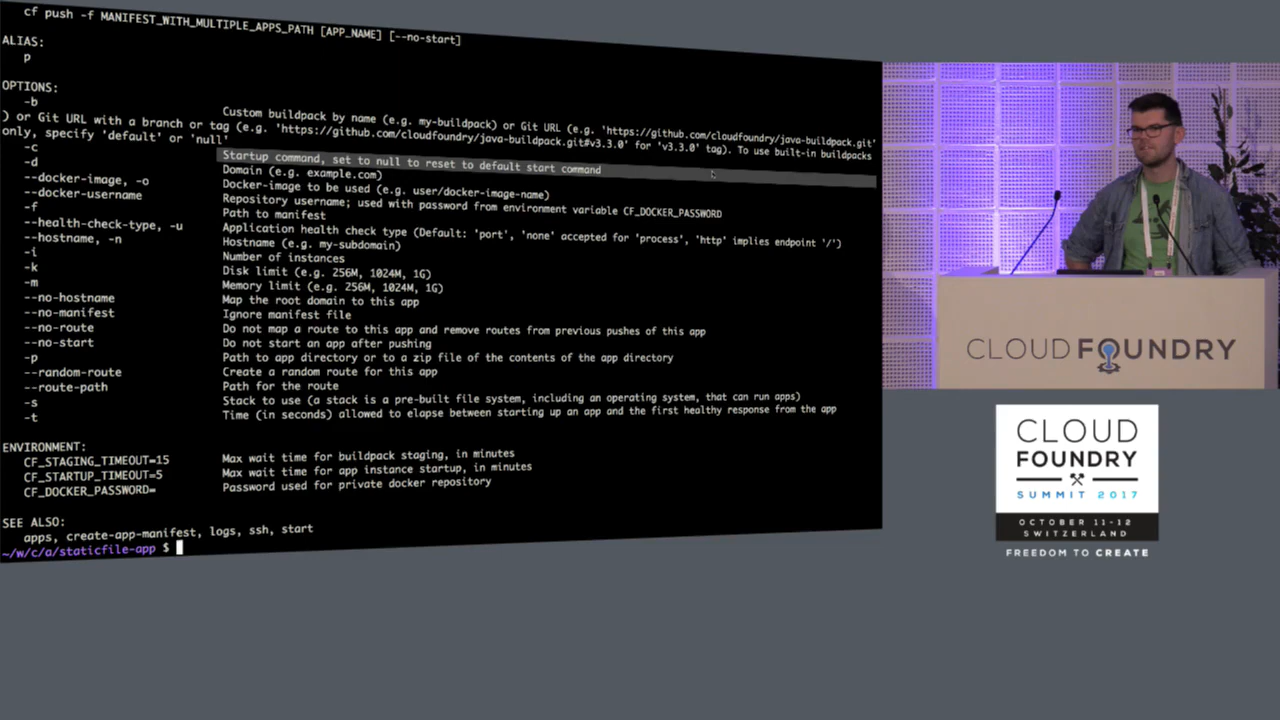 cf push -f MANIFEST_WITH_MULTIPLE_APPS_PATH [APP_NAME] [--no-start]
ALIAS:
p
OPTIONS:
-b Custom buildpack by name (e.g. my-buildpack) or Git URL (e.g. 'https://github.com/cloudfoundry/java-buildpack.git'
) or Git URL with a branch or tag (e.g. 'https://github.com/cloudfoundry/java-buildpack.git#v3.3.0' for 'v3.3.0' tag). To use built-in buildpacks
only, specify 'default' or 'null'
-c Startup command, set to null to reset to default start command
-d Domain (e.g. example.com)
--docker-image, -o Docker-image to be used (e.g. user/docker-image-name)
--docker-username Repository username; used with password from environment variable CF_DOCKER_PASSWORD
-f Path to manifest
--health-check-type, -u Application health check type (Default: 'port', 'none' accepted for 'process', 'http' implies endpoint '/')
--hostname, -n Hostname (e.g. my-subdomain)
-i Number of instances
-k Disk limit (e.g. 256M, 1024M, 1G)
-m Memory limit (e.g. 256M, 1024M, 1G)
--no-hostname Map the root domain to this app
--no-manifest Ignore manifest file
--no-route Do not map a route to this app and remove routes from previous pushes of this app
--no-start Do not start an app after pushing
-p Path to app directory or to a zip file of the contents of the app directory
--random-route Create a random route for this app
--route-path Path for the route
-s Stack to use (a stack is a pre-built file system, including an operating system, that can run apps)
-t Time (in seconds) allowed to elapse between starting up an app and the first healthy response from the app
ENVIRONMENT:
CF_STAGING_TIMEOUT=15 Max wait time for buildpack staging, in minutes
CF_STARTUP_TIMEOUT=5 Max wait time for app instance startup, in minutes
CF_DOCKER_PASSWORD= Password used for private docker repository
SEE ALSO:
apps, create-app-manifest, logs, ssh, start
~/w/c/a/staticfile-app $
CLOUD FOUNDRY
CLOUD
FOUNDRY
SUMMIT 2017
OCTOBER 11-12
SWITZERLAND
FREEDOM TO CREATE